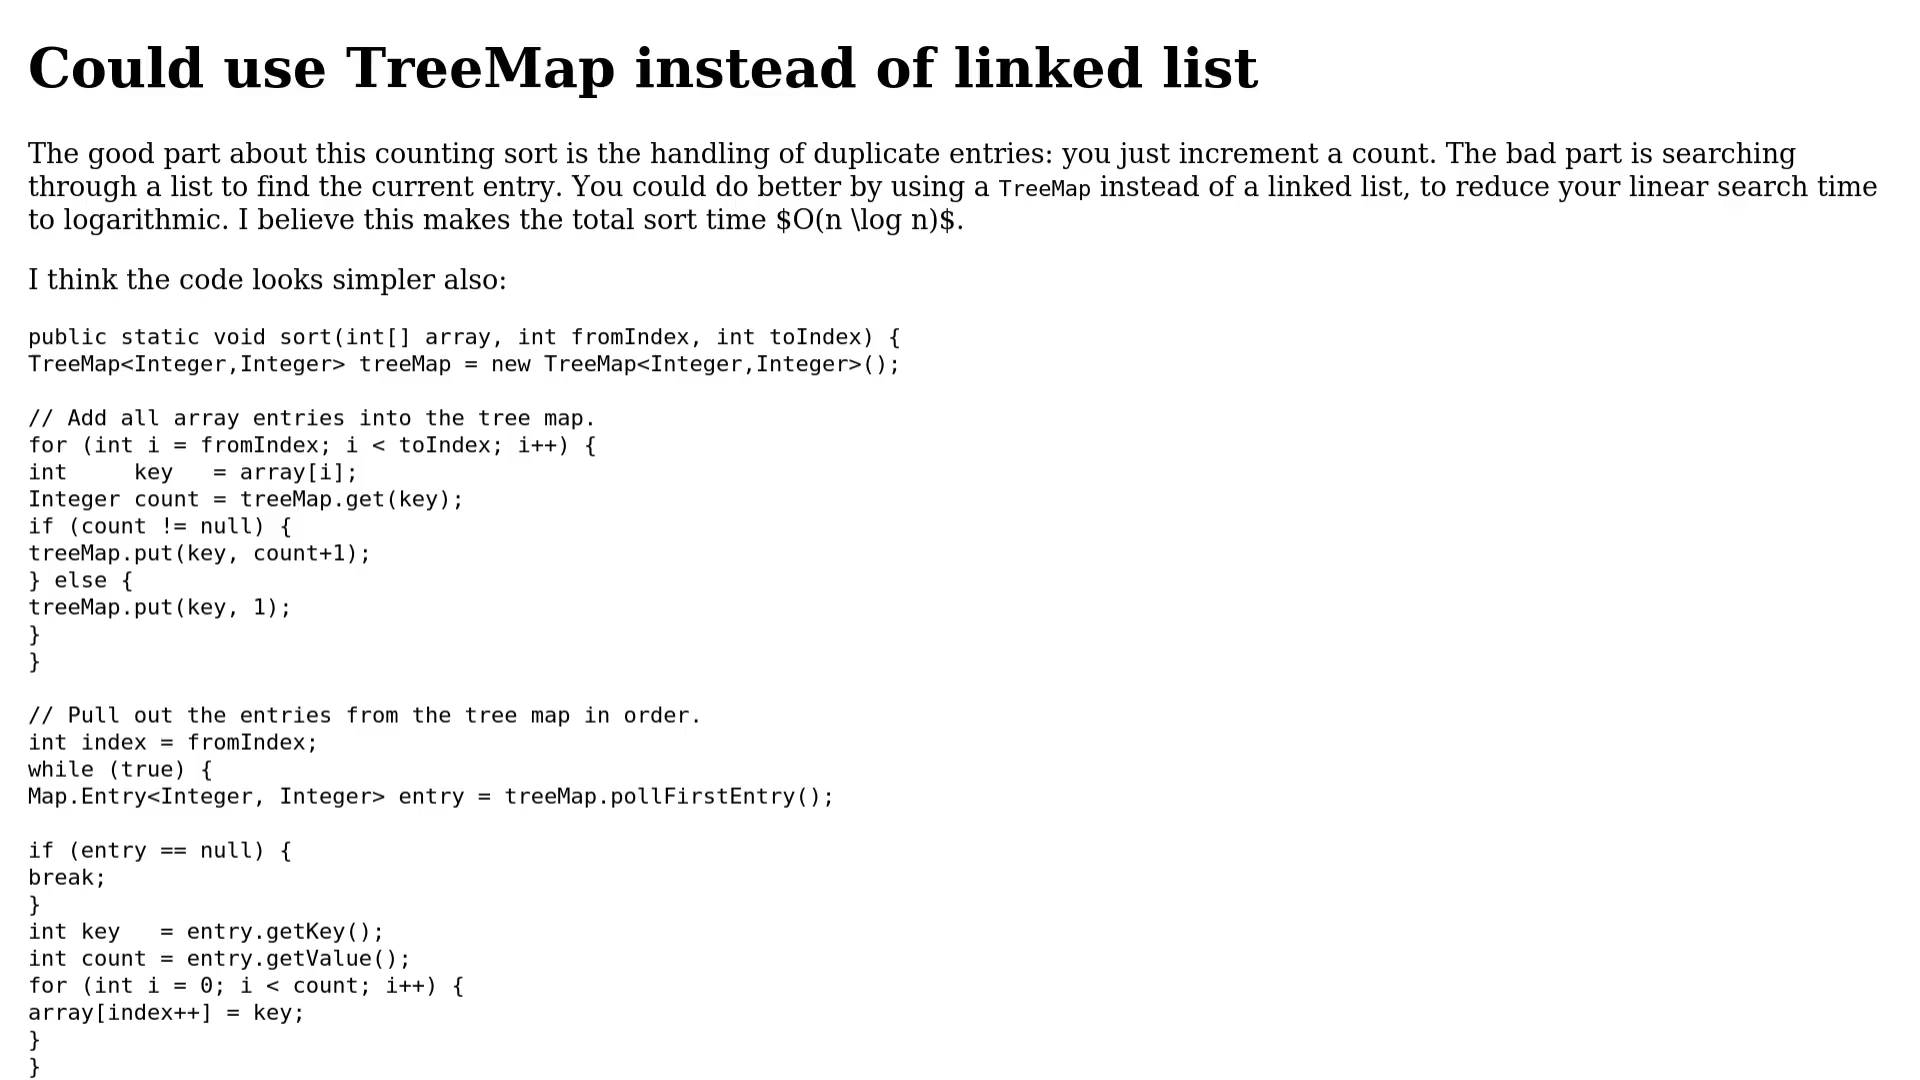 Could use TreeMap instead of linked list
The good part about this counting sort is the handling of duplicate entries: you just increment a count. The bad part is searching
through a list to find the current entry. You could do better by using a TreeMap instead of a linked list, to reduce your linear search time
to logarithmic. I believe this makes the total sort time $O(n \log n)$.
I think the code looks simpler also:
public static void sort(int[] array, int fromIndex, int toIndex) {
TreeMap<Integer,Integer> treeMap = new TreeMap<Integer,Integer>();
// Add all array entries into the tree map.
for (int i = fromIndex; i < toIndex; i++) {
int     key   = array[i];
Integer count = treeMap.get(key);
if (count != null) {
treeMap.put(key, count+1);
} else {
treeMap.put(key, 1);
}
}
// Pull out the entries from the tree map in order.
int index = fromIndex;
while (true) {
Map.Entry<Integer, Integer> entry = treeMap.pollFirstEntry();
if (entry == null) {
break;
}
int key   = entry.getKey();
int count = entry.getValue();
for (int i = 0; i < count; i++) {
array[index++] = key;
}
}